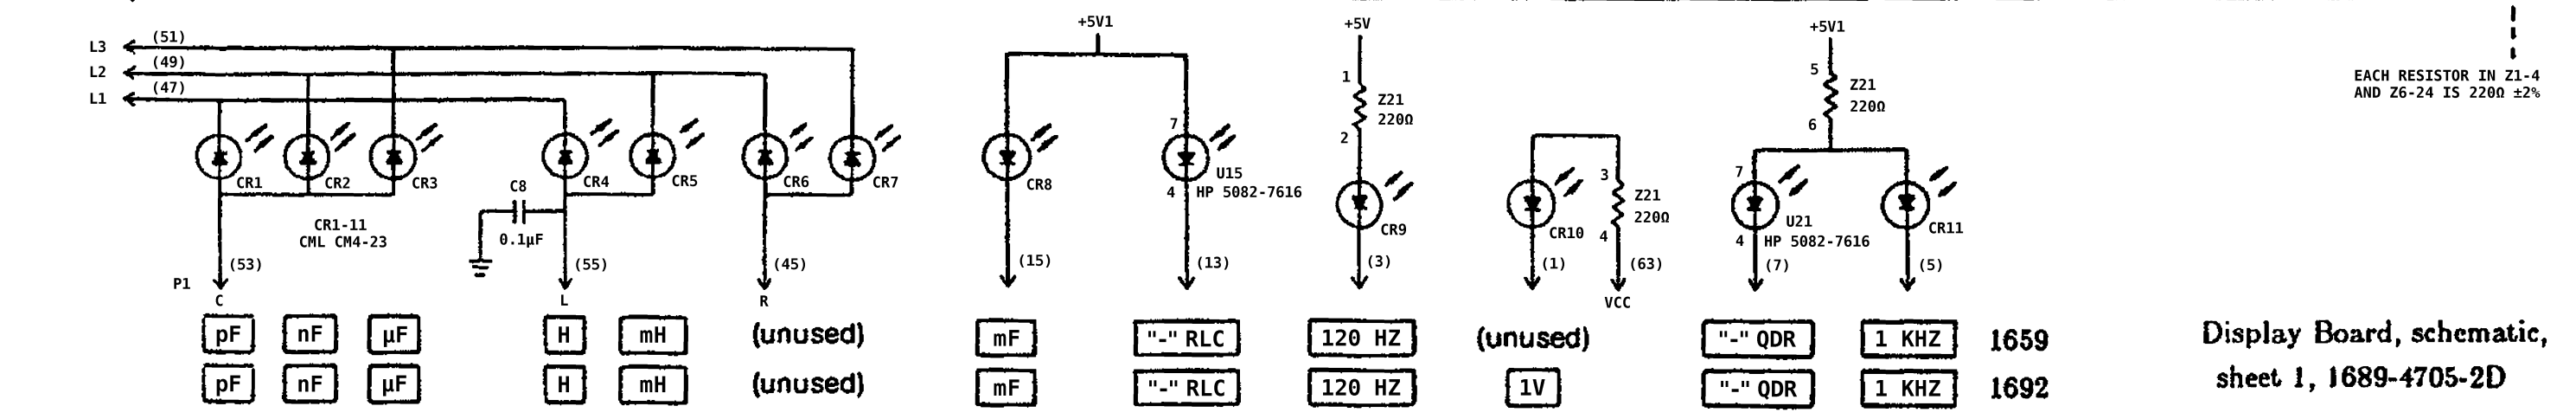 +5V1
+5V
+5V1
L3 (51)
L2 (49)
L1 (47)
EACH RESISTOR IN Z1-4
AND Z6-24 IS 220Ω ±2%
1
Z21
220Ω
2
5
Z21
220Ω
6
CR1
CR2
CR3
CR4
CR5
CR6
CR7
CR8
7
U15
4
HP 5082-7616
CR9
CR10
3
Z21
220Ω
4
7
U21
4
HP 5082-7616
CR11
CR1-11
CML CM4-23
C8
0.1µF
P1
(53)
(55)
(45)
(15)
(13)
(3)
(1)
(63)
(7)
(5)
C
L
R
VCC
pF nF µF H mH (unused) mF "-" RLC 120 HZ (unused) "-" QDR 1 KHZ 1659
pF nF µF H mH (unused) mF "-" RLC 120 HZ 1V "-" QDR 1 KHZ 1692
Display Board, schematic,
sheet 1, 1689-4705-2D